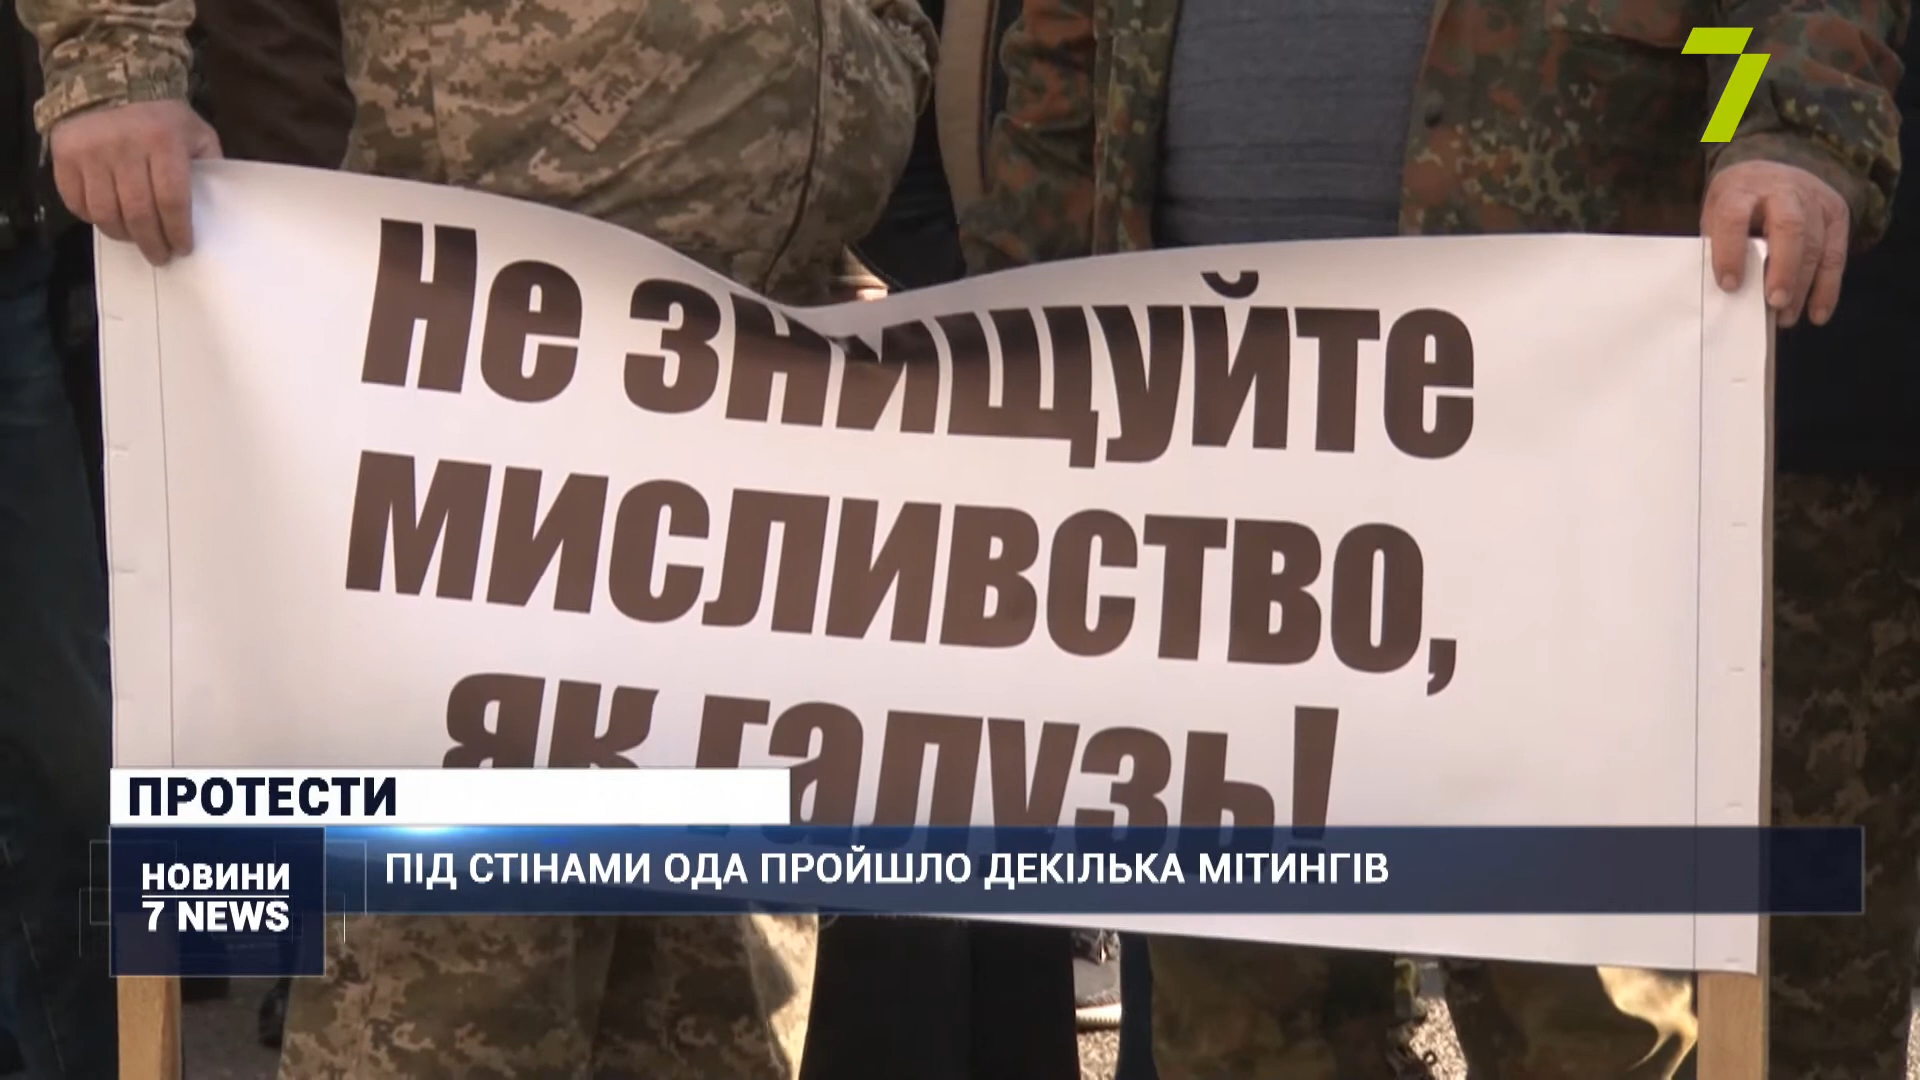 7
Не знищуйте
мисливство,
як галузь!
ПРОТЕСТИ
ПІД СТІНАМИ ОДА ПРОЙШЛО ДЕКІЛЬКА МІТИНГІВ
НОВИНИ
7 NEWS